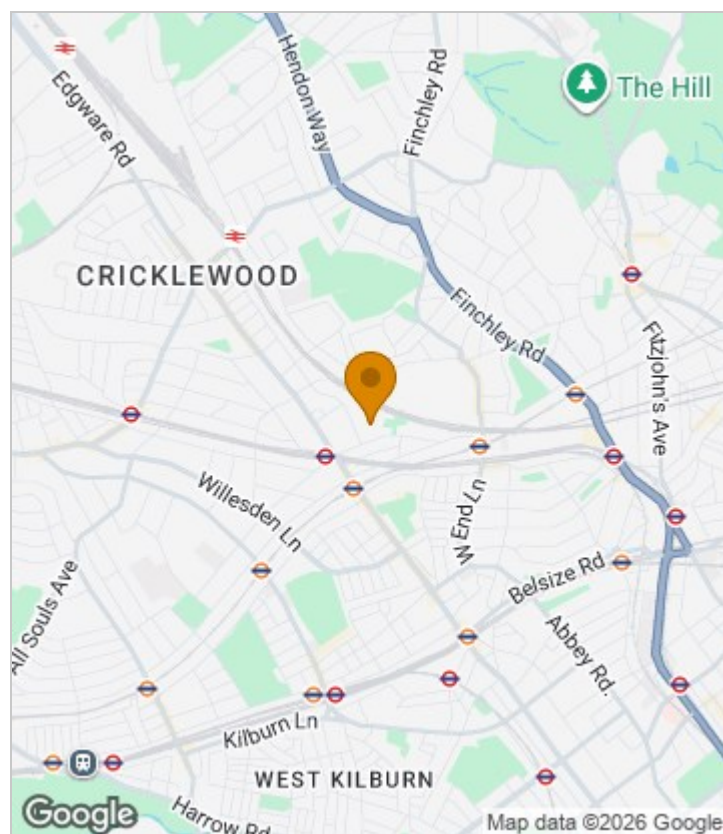 Edgware Rd
Hendon Way
Finchley Rd
The Hill
CRICKLEWOOD
Finchley Rd
Fitzjohn's Ave
Willesden Ln
W End Ln
Belsize Rd
All Souls Ave
Abbey Rd.
Kilburn Ln
WEST KILBURN
Harrow Rd
Google
Map data ©2026 Google